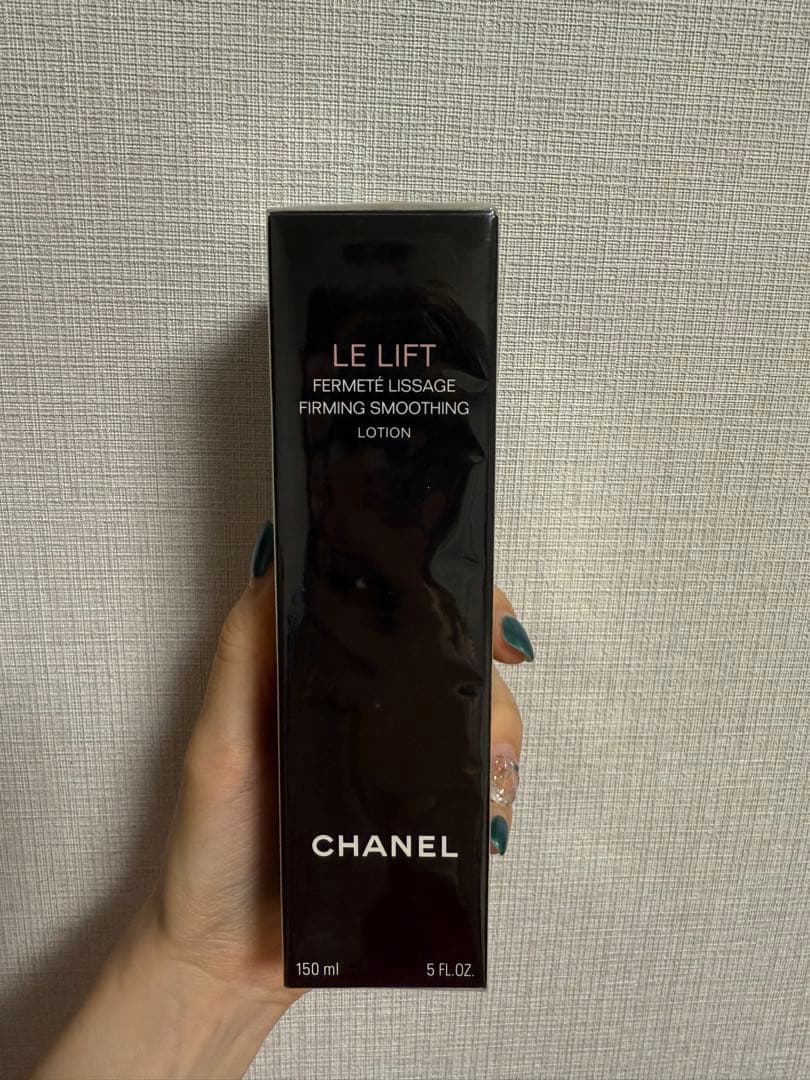 LE LIFT
FERMETÉ LISSAGE
FIRMING SMOOTHING
LOTION
CHANEL
150 ml 5 FL.OZ.